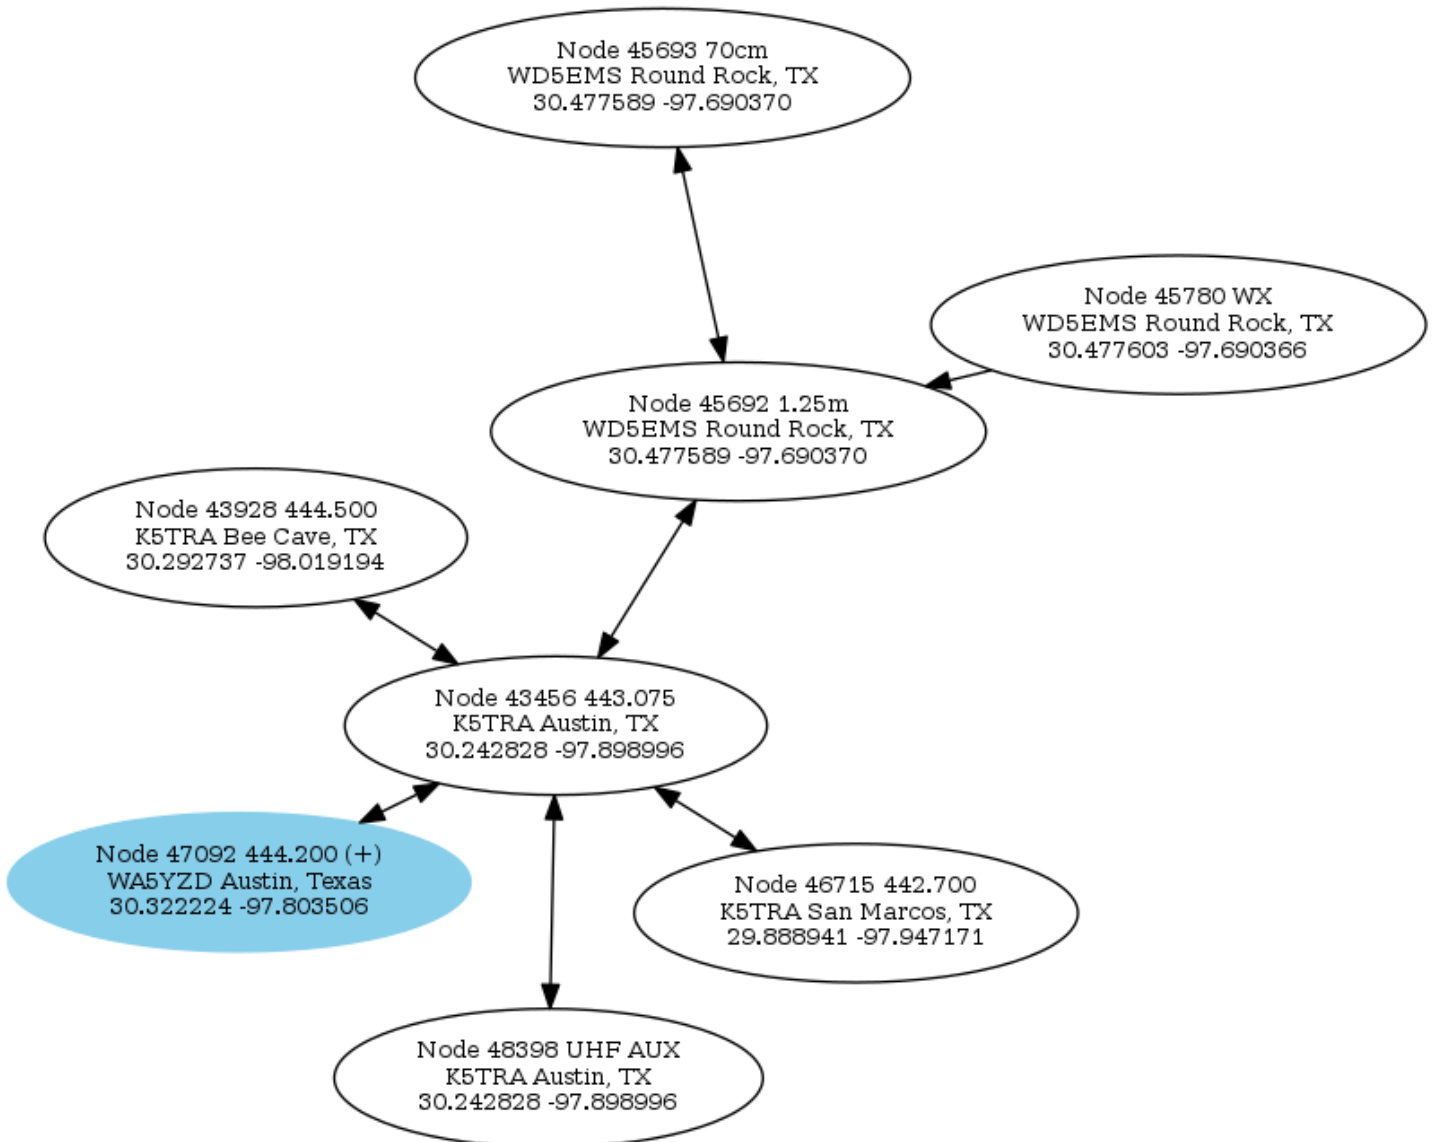 Node 45693 70cm
WD5EMS Round Rock, TX
30.477589 -97.690370
Node 45780 WX
WD5EMS Round Rock, TX
30.477603 -97.690366
Node 45692 1.25m
WD5EMS Round Rock, TX
30.477589 -97.690370
Node 43928 444.500
K5TRA Bee Cave, TX
30.292737 -98.019194
Node 43456 443.075
K5TRA Austin, TX
30.242828 -97.898996
Node 47092 444.200 (+)
WA5YZD Austin, Texas
30.322224 -97.803506
Node 46715 442.700
K5TRA San Marcos, TX
29.888941 -97.947171
Node 48398 UHF AUX
K5TRA Austin, TX
30.242828 -97.898996